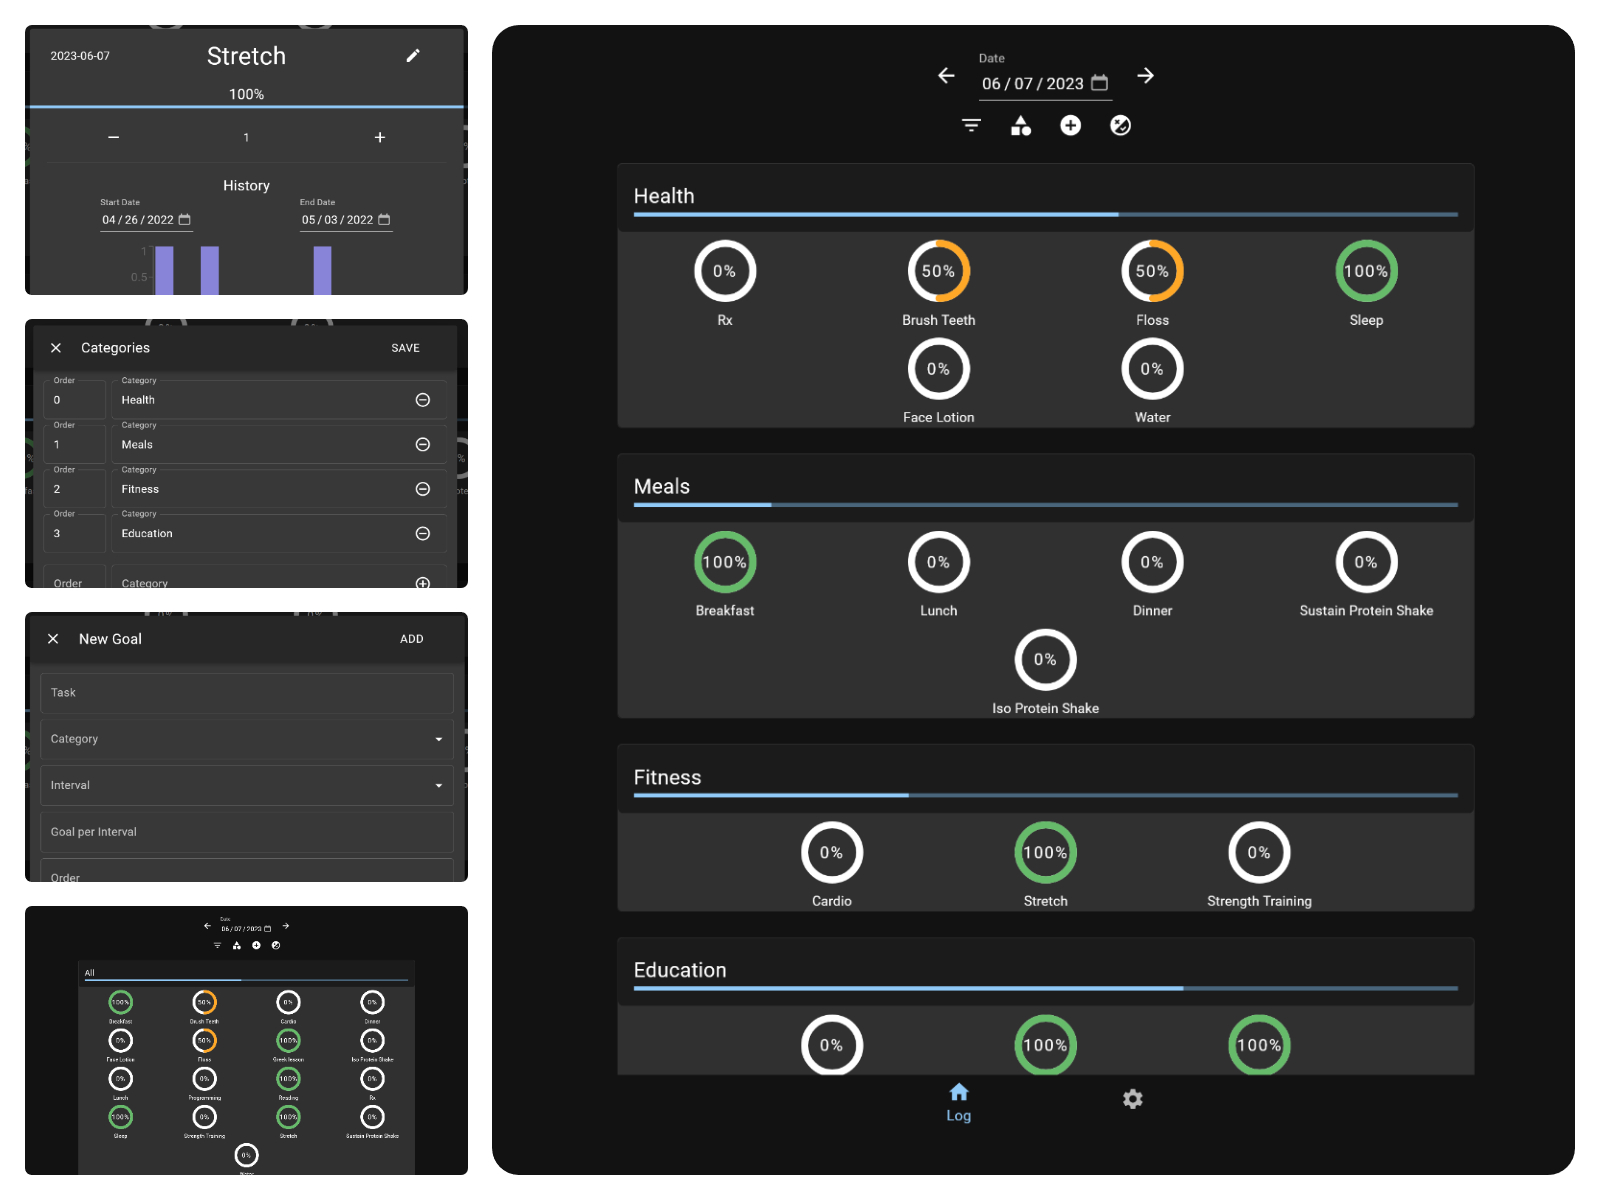 2023-06-07
Stretch
100%
1
History
Start Date
End Date
04 / 26 / 2022
05 / 03 / 2022
1
0.5
Categories
SAVE
Order
Category
0
Health
Order
Category
1
Meals
Order
Category
2
Fitness
Order
Category
3
Education
Order
Category
New Goal
ADD
Task
Category
Interval
Goal per Interval
Order
Date
06 / 07 / 2023
All
100%
50%
0%
0%
Breakfast
Brush Teeth
Cardio
Dinner
0%
50%
100%
0%
Face Lotion
Floss
Greek lesson
Iso Protein Shake
0%
0%
100%
0%
Lunch
Programming
Reading
Rx
100%
0%
100%
0%
Sleep
Strength Training
Stretch
Sustain Protein Shake
0%
Date
06 / 07 / 2023
Health
0%
50%
50%
100%
Rx
Brush Teeth
Floss
Sleep
0%
0%
Face Lotion
Water
Meals
100%
0%
0%
0%
Breakfast
Lunch
Dinner
Sustain Protein Shake
0%
Iso Protein Shake
Fitness
0%
100%
0%
Cardio
Stretch
Strength Training
Education
0%
100%
100%
Log